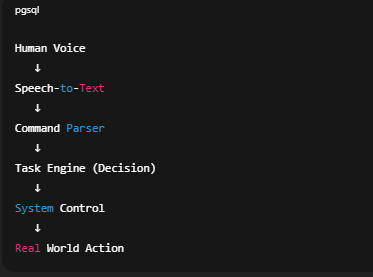 pgsql
Human Voice
↓
Speech-to-Text
↓
Command Parser
↓
Task Engine (Decision)
↓
System Control
↓
Real World Action